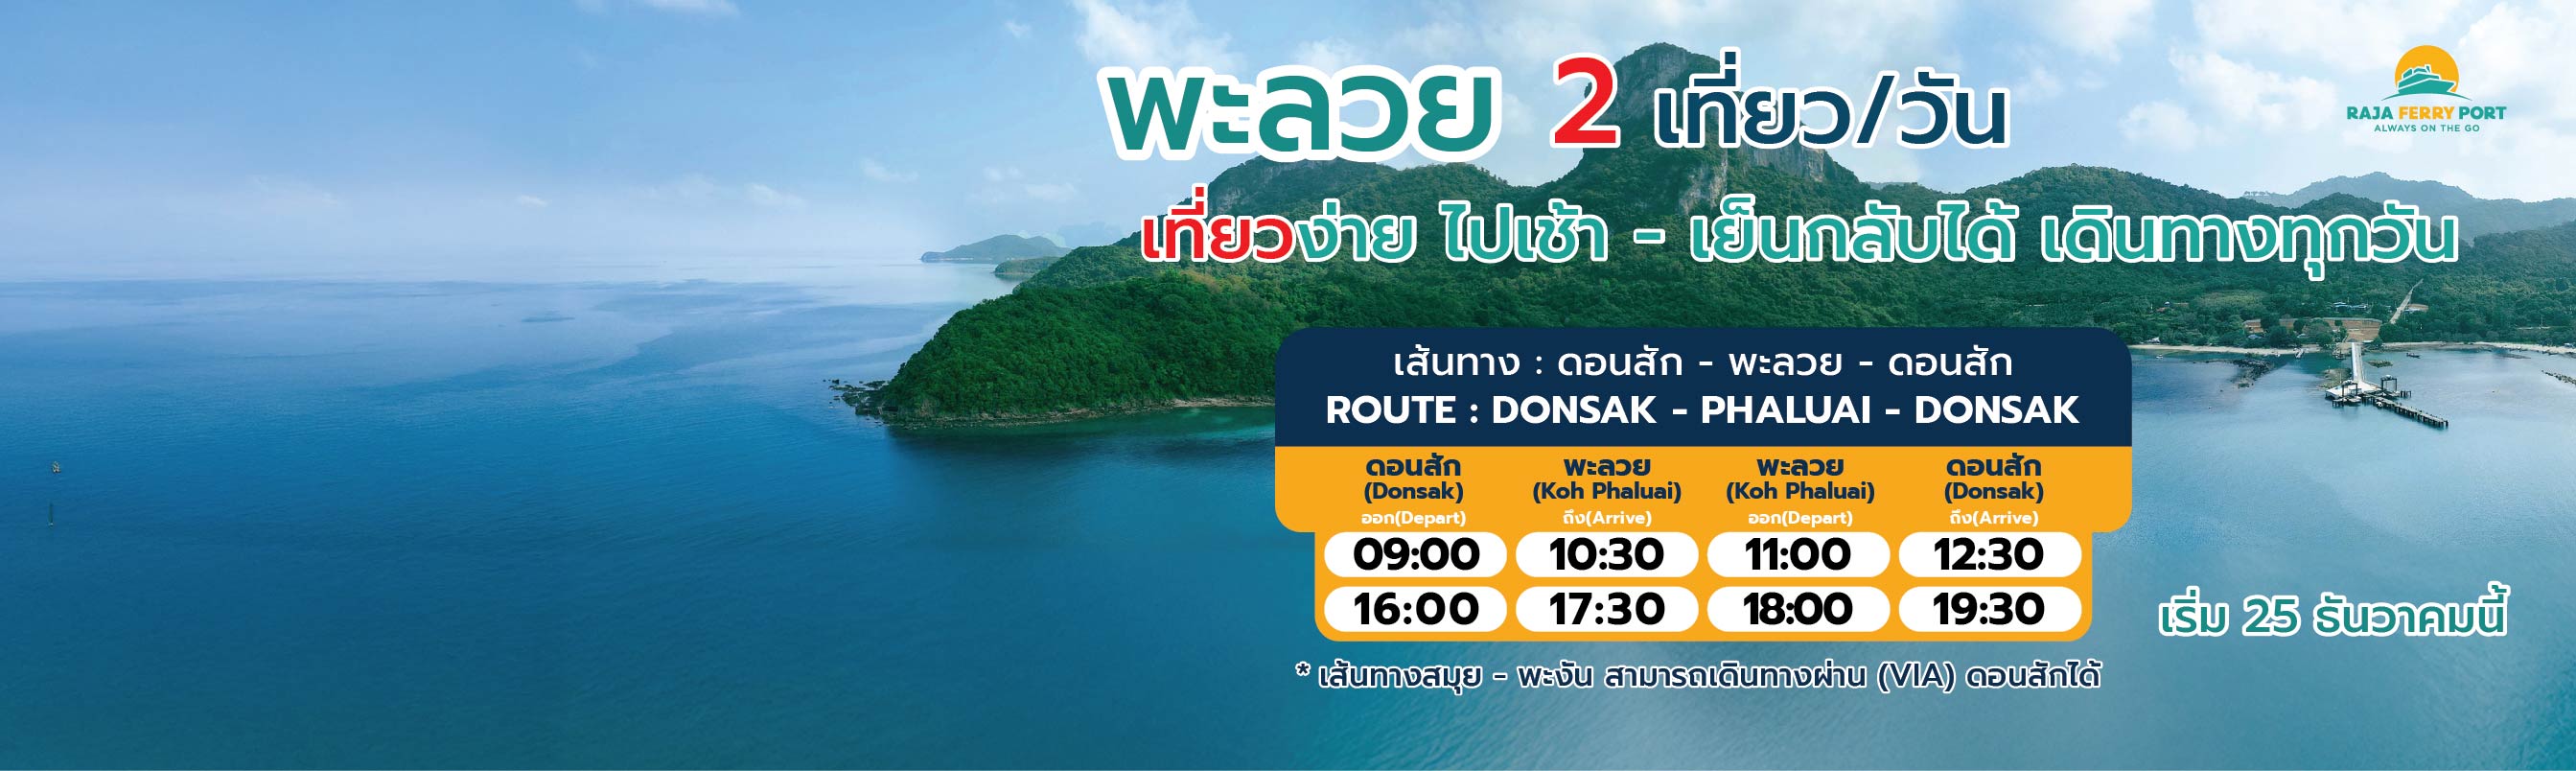 พะลวย 2 เที่ยว/วัน
RAJA FERRY PORT
ALWAYS ON THE GO
เที่ยวง่าย ไปเช้า - เย็นกลับได้ เดินทางทุกวัน
เส้นทาง : ดอนสัก - พะลวย - ดอนสัก
ROUTE : DONSAK - PHALUAI - DONSAK
ดอนสัก พะลวย พะลวย ดอนสัก
(Donsak) (Koh Phaluai) (Koh Phaluai) (Donsak)
ออก(Depart) ถึง(Arrive) ออก(Depart) ถึง(Arrive)
09:00 10:30 11:00 12:30
16:00 17:30 18:00 19:30
เริ่ม 25 ธันวาคมนี้
* เส้นทางสมุย - พะงัน สามารถเดินทางผ่าน (VIA) ดอนสักได้